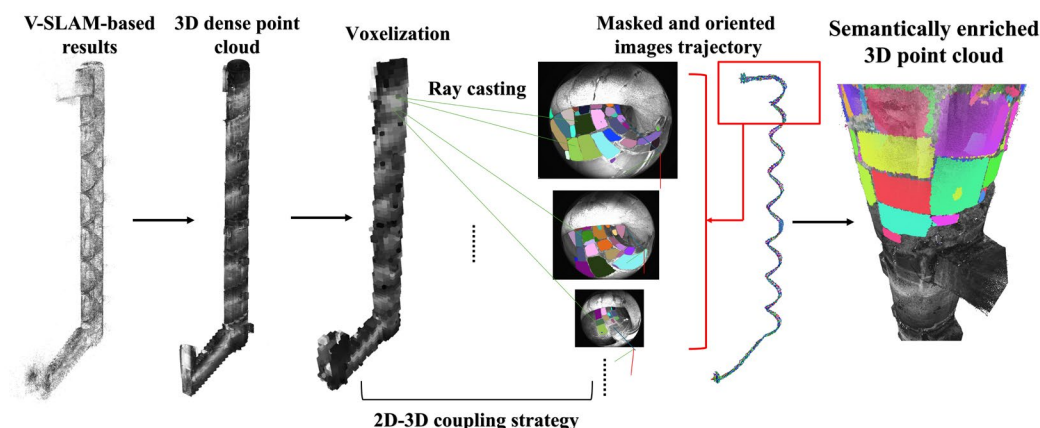 V-SLAM-based
results
3D dense point
cloud
Voxelization
Ray casting
Masked and oriented
images trajectory
Semantically enriched
3D point cloud
2D-3D coupling strategy